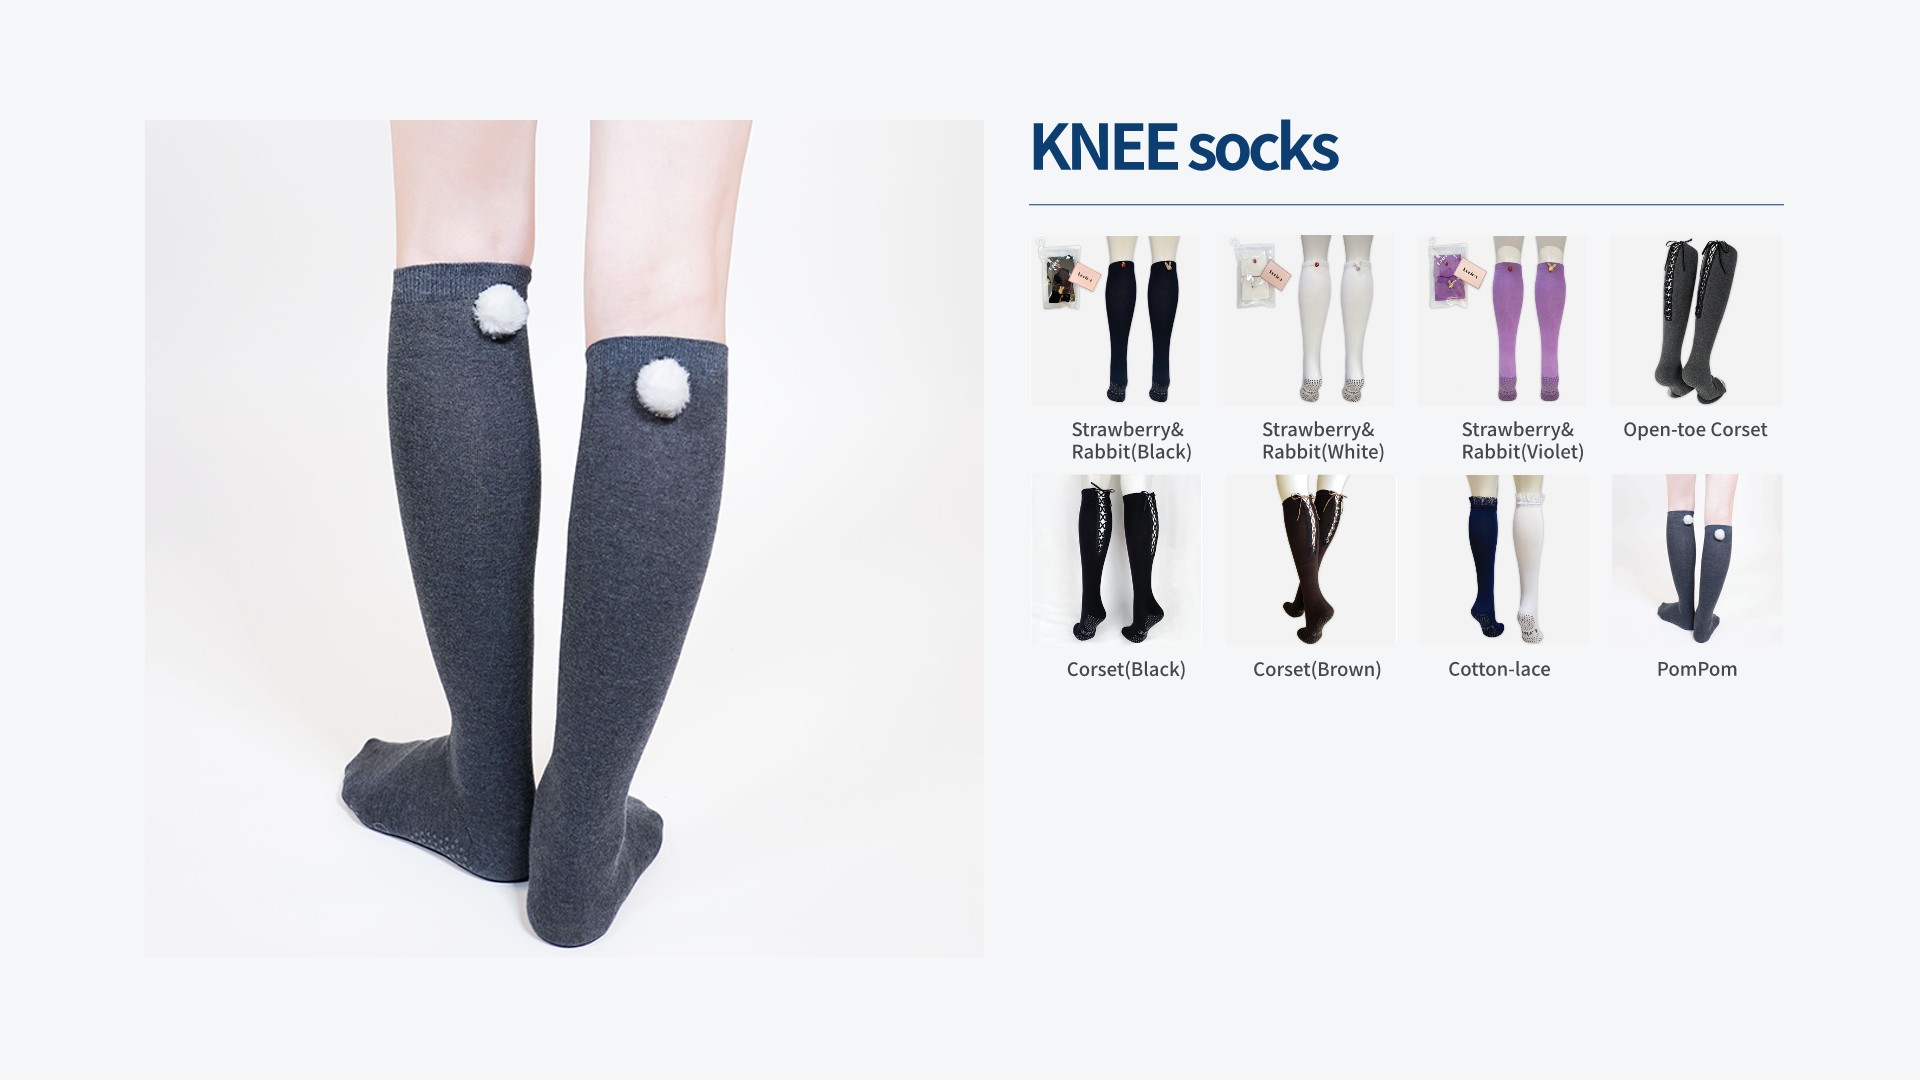 KNEE socks
Strawberry&
Rabbit(Black)
Strawberry&
Rabbit(White)
Strawberry&
Rabbit(Violet)
Open-toe Corset
Corset(Black)
Corset(Brown)
Cotton-lace
PomPom